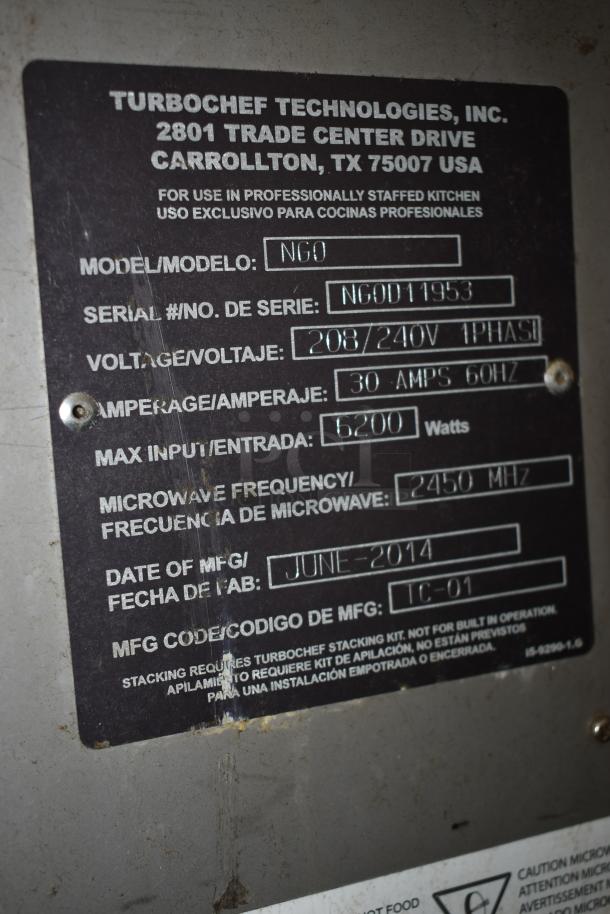 TURBOCHEF TECHNOLOGIES, INC.
2801 TRADE CENTER DRIVE
CARROLLTON, TX 75007 USA
FOR USE IN PROFESSIONALLY STAFFED KITCHEN
USO EXCLUSIVO PARA COCINAS PROFESIONALES
MODEL/MODELO: NGO
SERIAL #/NO. DE SERIE: NGOD11953
VOLTAGE/VOLTAJE: 208/240V 1PHASE
AMPERAGE/AMPERAJE: 30 AMPS 60HZ
MAX INPUT/ENTRADA: 6200 Watts
MICROWAVE FREQUENCY/
FRECUENCIA DE MICROWAVE: 2450 MHz
DATE OF MFG/
FECHA DE FAB: JUNE-2014
MFG CODE/CODIGO DE MFG: TC-01
STACKING REQUIRES TURBOCHEF STACKING KIT. NOT FOR BUILT IN OPERATION.
APILAMIENTO REQUIERE KIT DE APILACIÓN, NO ESTÁN PREVISTOS
PARA UNA INSTALACIÓN EMPOTRADA O ENCERRADA.
i5-9290-1.G
PCI
NOT FOOD
CAUTION
ATTENTION
AVERTISSEMENT